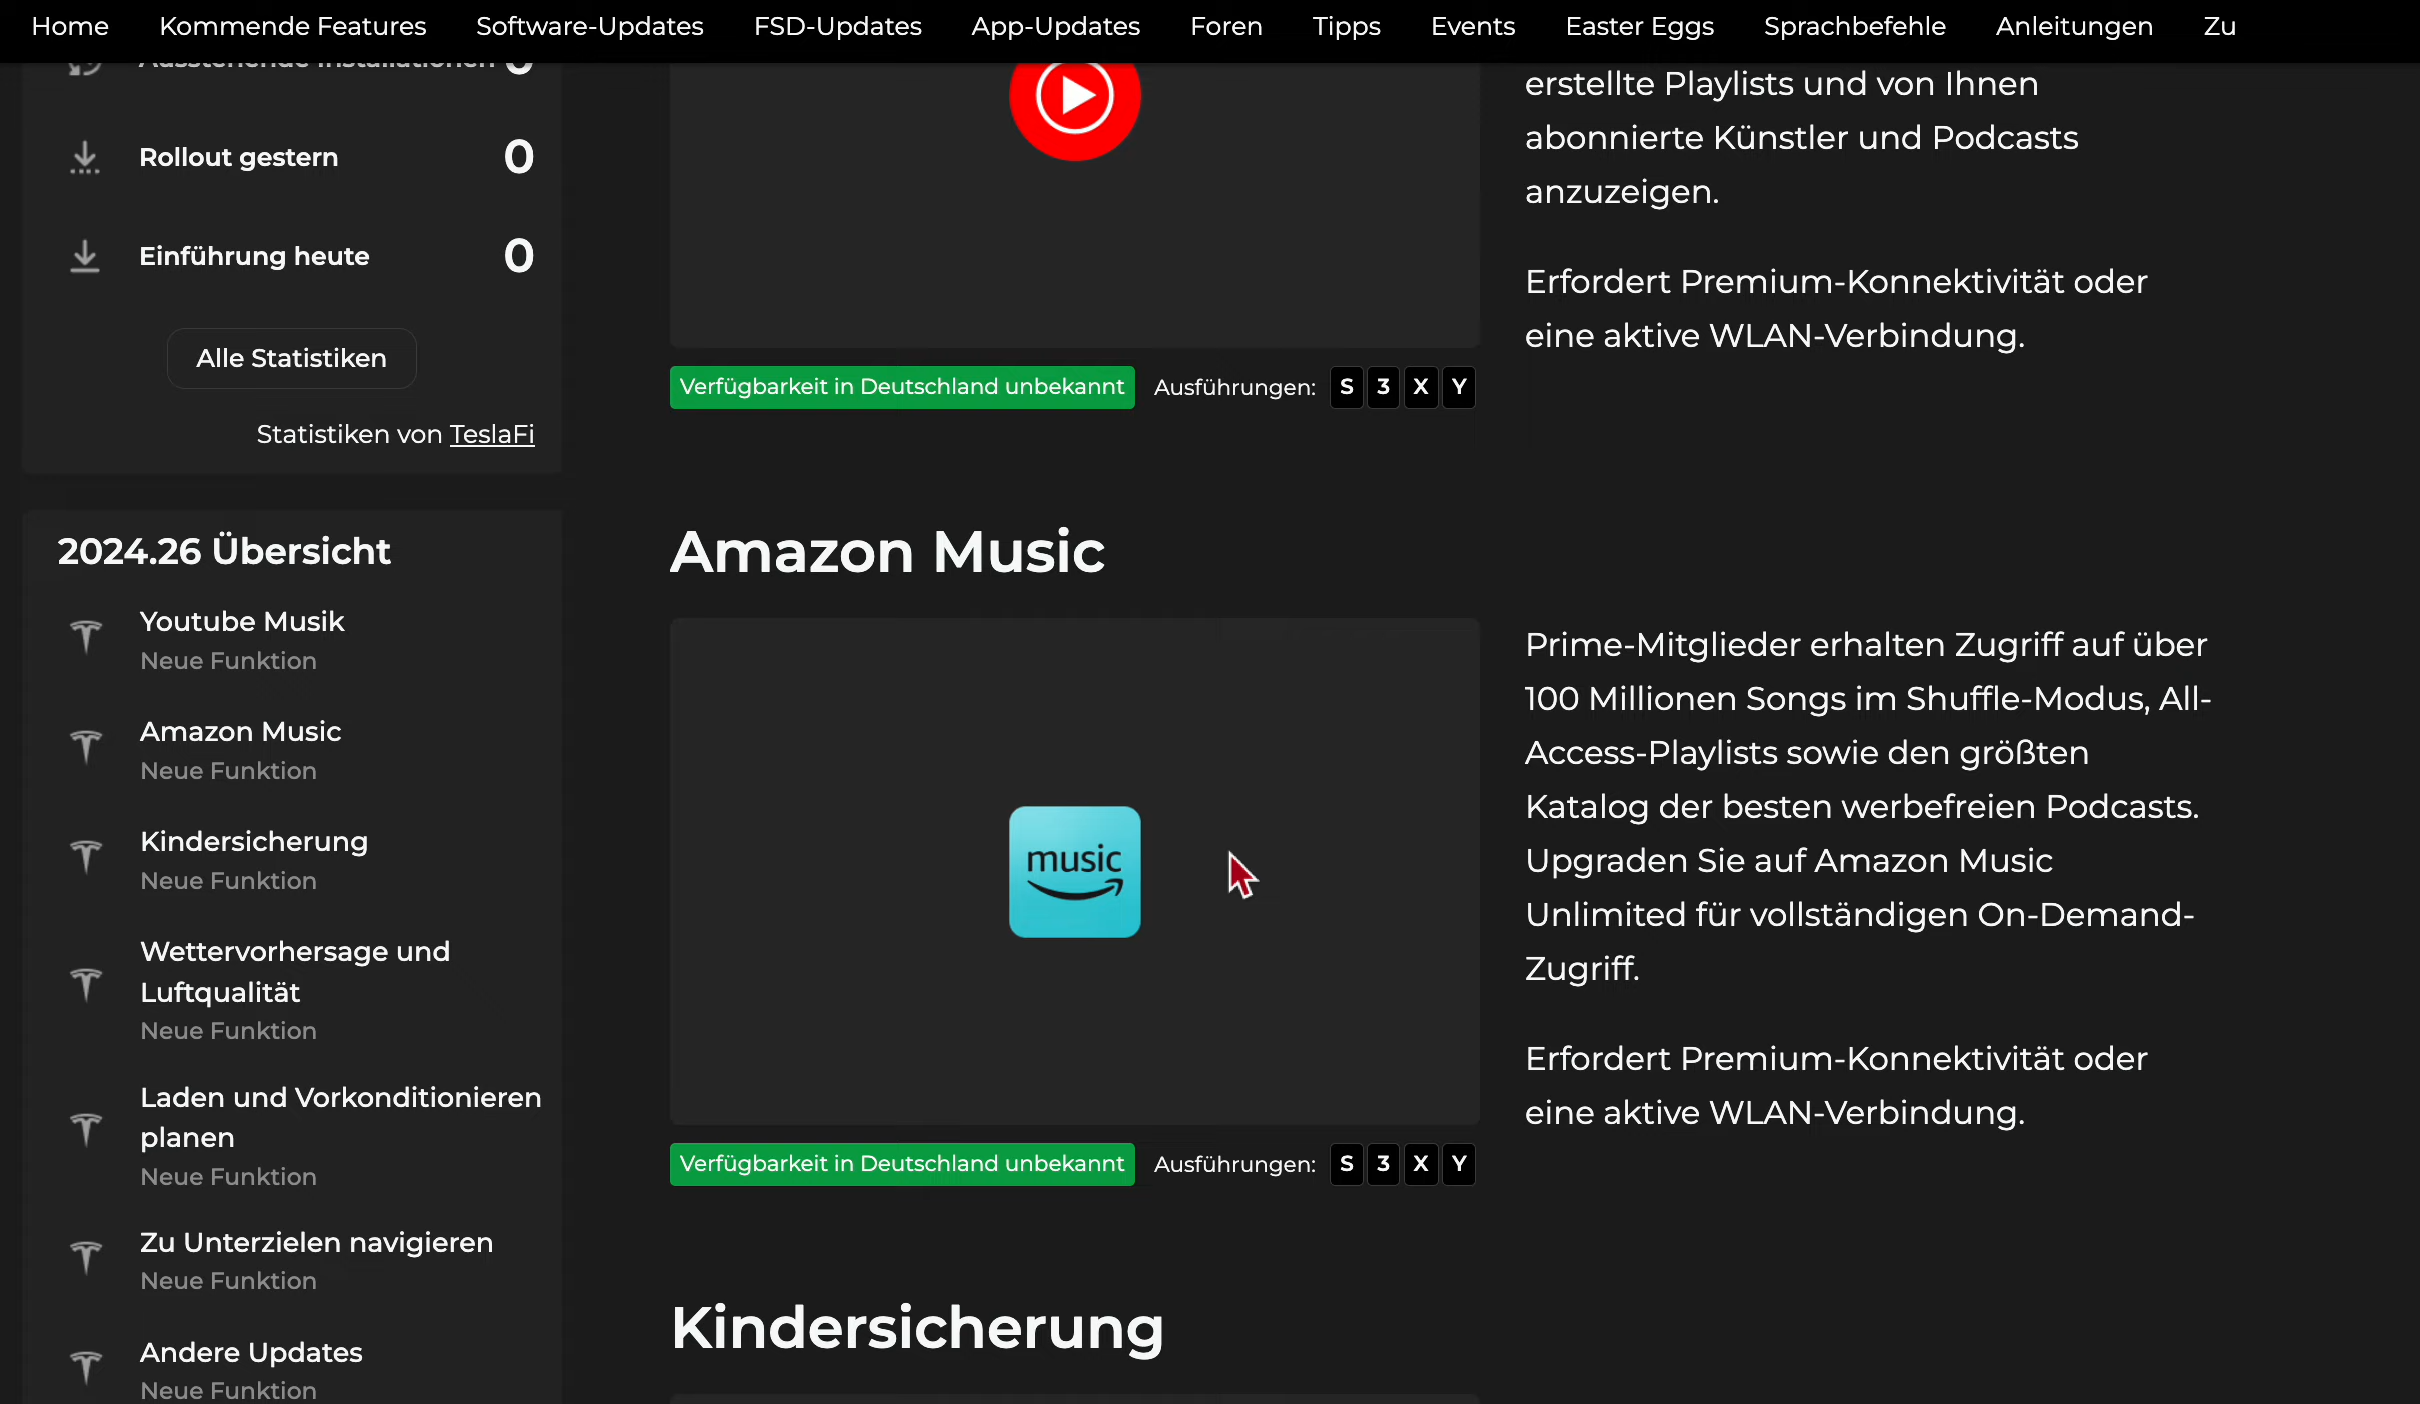 Home Kommende Features Software-Updates FSD-Updates App-Updates Foren Tipps Events Easter Eggs Sprachbefehle Anleitungen Zu
Ausstehende Installationen 0
Rollout gestern 0
Einführung heute 0
Alle Statistiken
Statistiken von TeslaFi
2024.26 Übersicht
Youtube Musik
Neue Funktion
Amazon Music
Neue Funktion
Kindersicherung
Neue Funktion
Wettervorhersage und
Luftqualität
Neue Funktion
Laden und Vorkonditionieren
planen
Neue Funktion
Zu Unterzielen navigieren
Neue Funktion
Andere Updates
Neue Funktion
erstellte Playlists und von Ihnen
abonnierte Künstler und Podcasts
anzuzeigen.
Erfordert Premium-Konnektivität oder
eine aktive WLAN-Verbindung.
Verfügbarkeit in Deutschland unbekannt Ausführungen: S 3 X Y
Amazon Music
music
Prime-Mitglieder erhalten Zugriff auf über
100 Millionen Songs im Shuffle-Modus, All-
Access-Playlists sowie den größten
Katalog der besten werbefreien Podcasts.
Upgraden Sie auf Amazon Music
Unlimited für vollständigen On-Demand-
Zugriff.
Erfordert Premium-Konnektivität oder
eine aktive WLAN-Verbindung.
Verfügbarkeit in Deutschland unbekannt Ausführungen: S 3 X Y
Kindersicherung